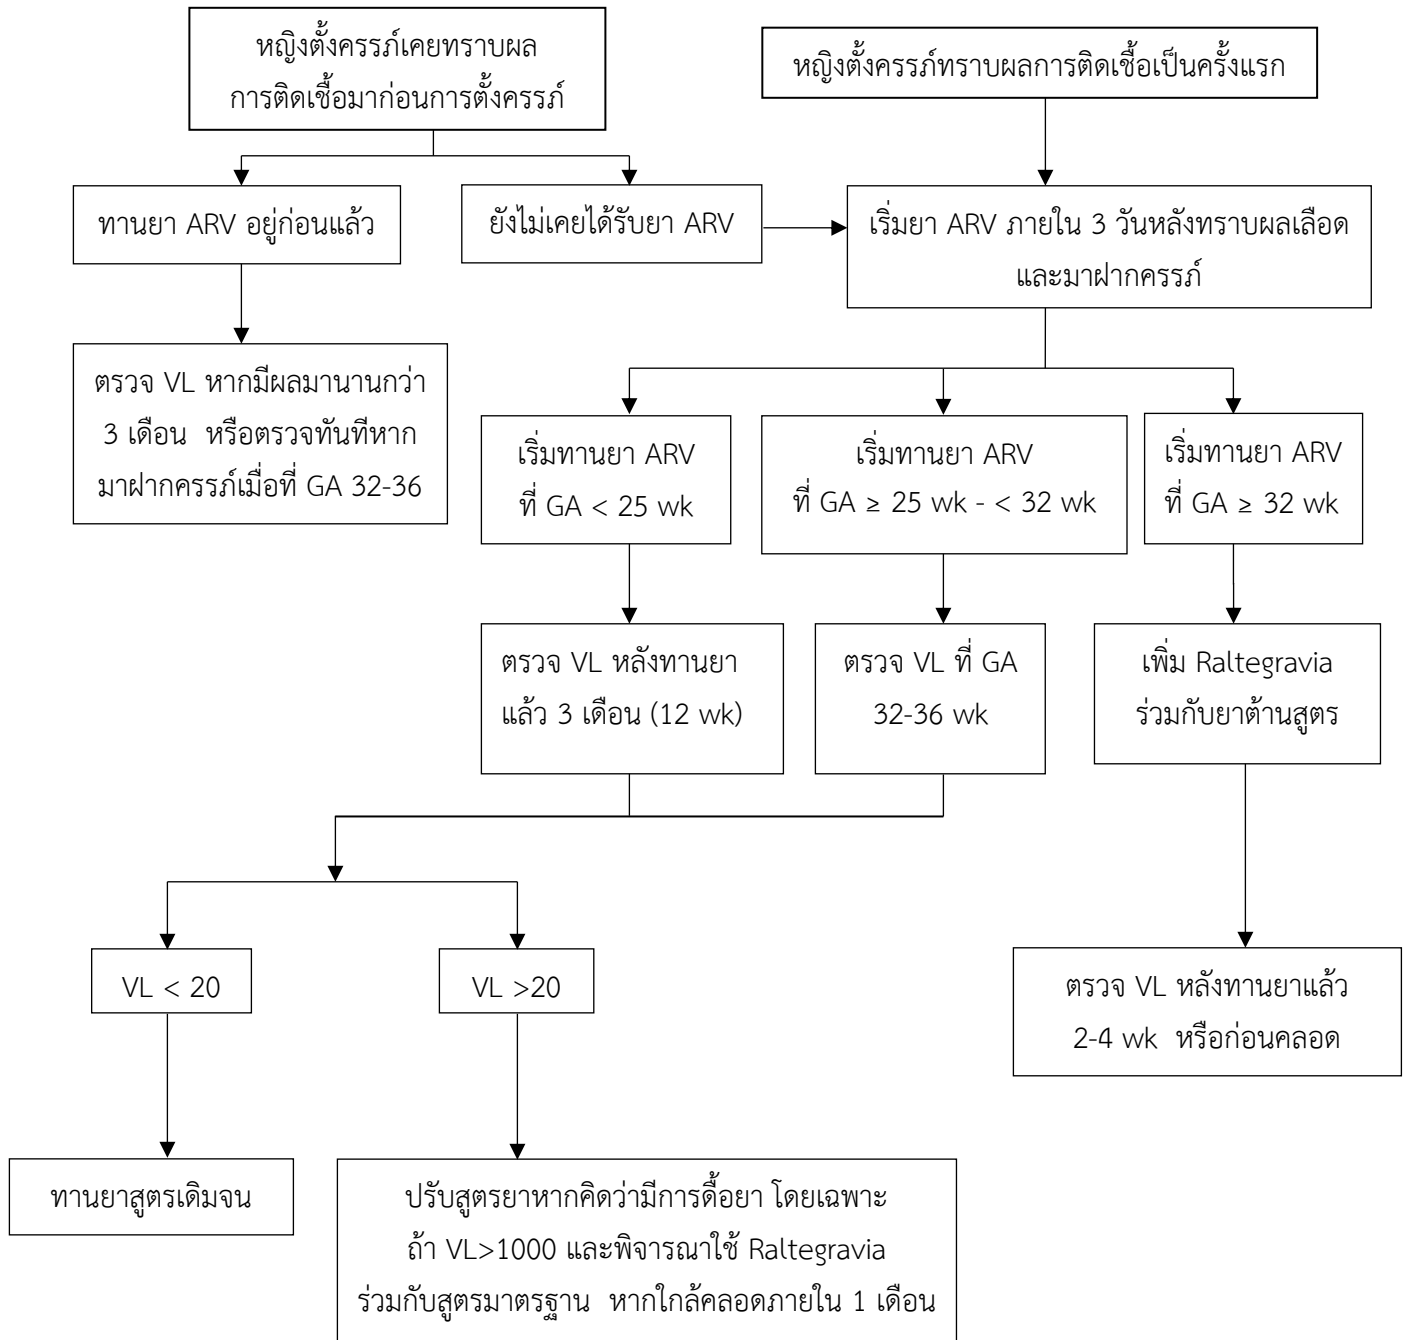 หญิงตั้งครรภ์เคยทราบผล
การติดเชื้อมาก่อนการตั้งครรภ์
หญิงตั้งครรภ์ทราบผลการติดเชื้อเป็นครั้งแรก
ทานยา ARV อยู่ก่อนแล้ว
ยังไม่เคยได้รับยา ARV
เริ่มยา ARV ภายใน 3 วันหลังทราบผลเลือด
และมาฝากครรภ์
ตรวจ VL หากมีผลมานานกว่า
3 เดือน หรือตรวจทันทีหาก
มาฝากครรภ์เมื่อที่ GA 32-36
เริ่มทานยา ARV
ที่ GA < 25 wk
เริ่มทานยา ARV
ที่ GA ≥ 25 wk - < 32 wk
เริ่มทานยา ARV
ที่ GA ≥ 32 wk
ตรวจ VL หลังทานยา
แล้ว 3 เดือน (12 wk)
ตรวจ VL ที่ GA
32-36 wk
เพิ่ม Raltegravia
ร่วมกับยาต้านสูตร
VL < 20
VL >20
ตรวจ VL หลังทานยาแล้ว
2-4 wk หรือก่อนคลอด
ทานยาสูตรเดิมจน
ปรับสูตรยาหากคิดว่ามีการดื้อยา โดยเฉพาะ
ถ้า VL>1000 และพิจารณาใช้ Raltegravia
ร่วมกับสูตรมาตรฐาน หากใกล้คลอดภายใน 1 เดือน